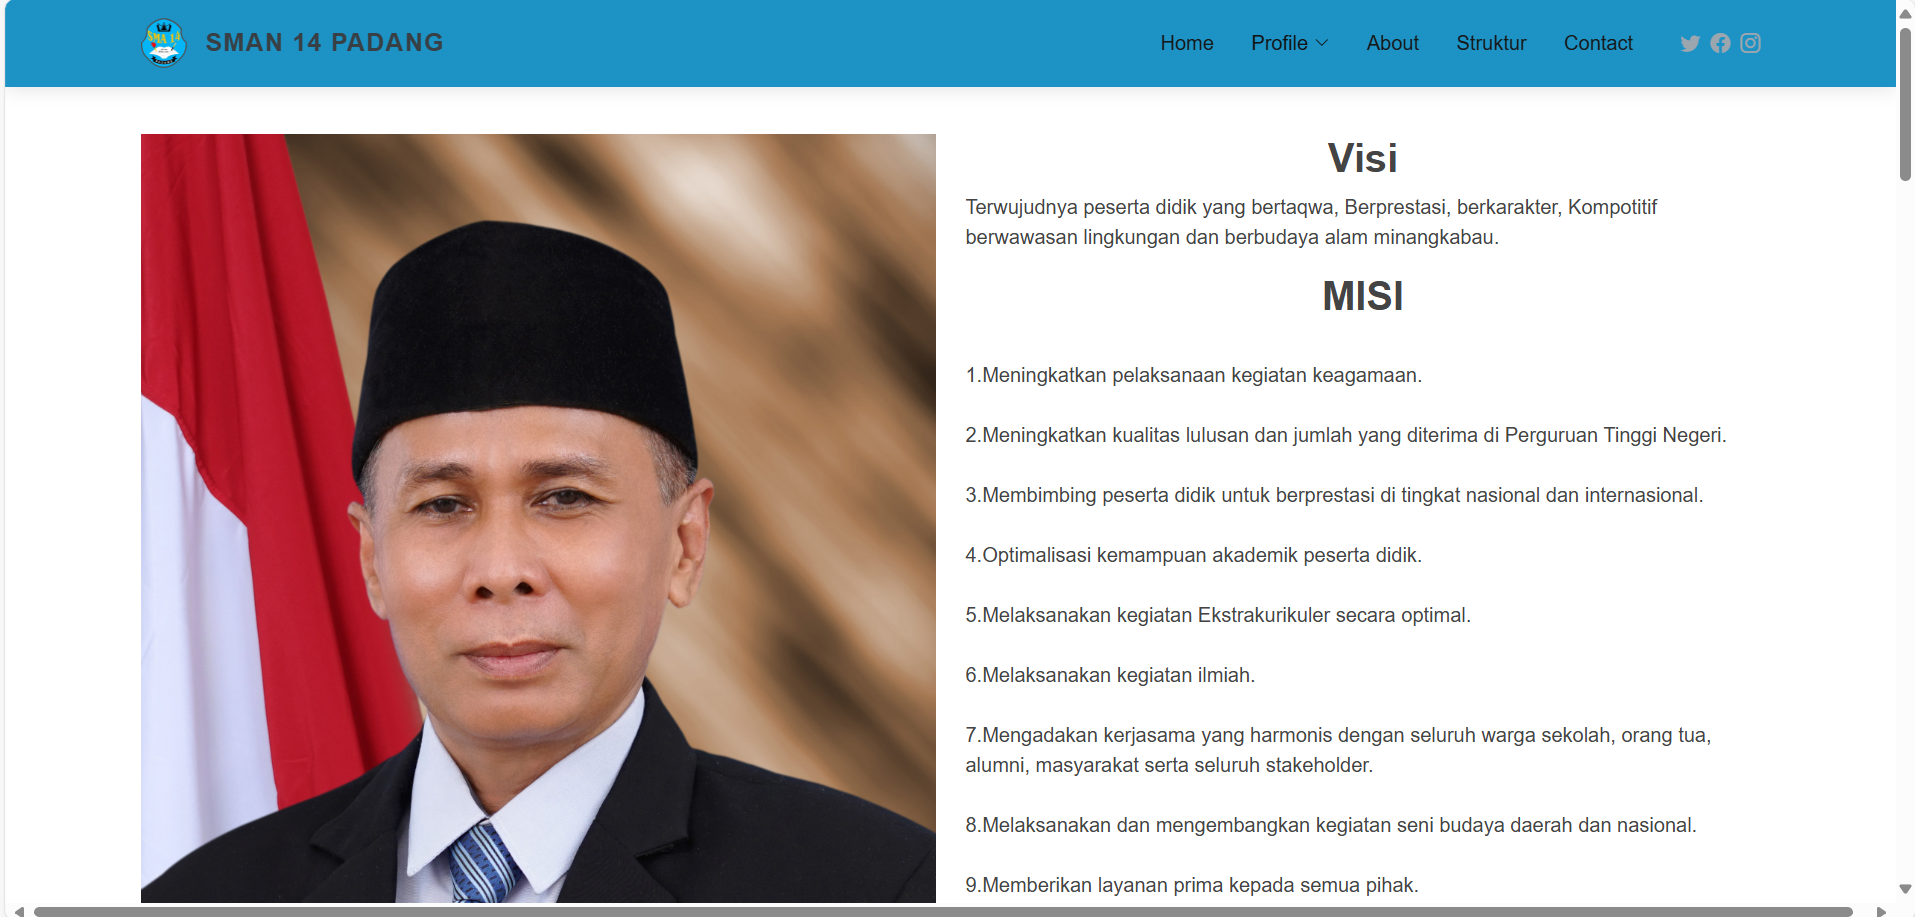 SMA 14
SMAN 14 PADANG
Home
Profile
About
Struktur
Contact
Visi
Terwujudnya peserta didik yang bertaqwa, Berprestasi, berkarakter, Kompotitif
berwawasan lingkungan dan berbudaya alam minangkabau.
MISI
1.Meningkatkan pelaksanaan kegiatan keagamaan.
2.Meningkatkan kualitas lulusan dan jumlah yang diterima di Perguruan Tinggi Negeri.
3.Membimbing peserta didik untuk berprestasi di tingkat nasional dan internasional.
4.Optimalisasi kemampuan akademik peserta didik.
5.Melaksanakan kegiatan Ekstrakurikuler secara optimal.
6.Melaksanakan kegiatan ilmiah.
7.Mengadakan kerjasama yang harmonis dengan seluruh warga sekolah, orang tua,
alumni, masyarakat serta seluruh stakeholder.
8.Melaksanakan dan mengembangkan kegiatan seni budaya daerah dan nasional.
9.Memberikan layanan prima kepada semua pihak.